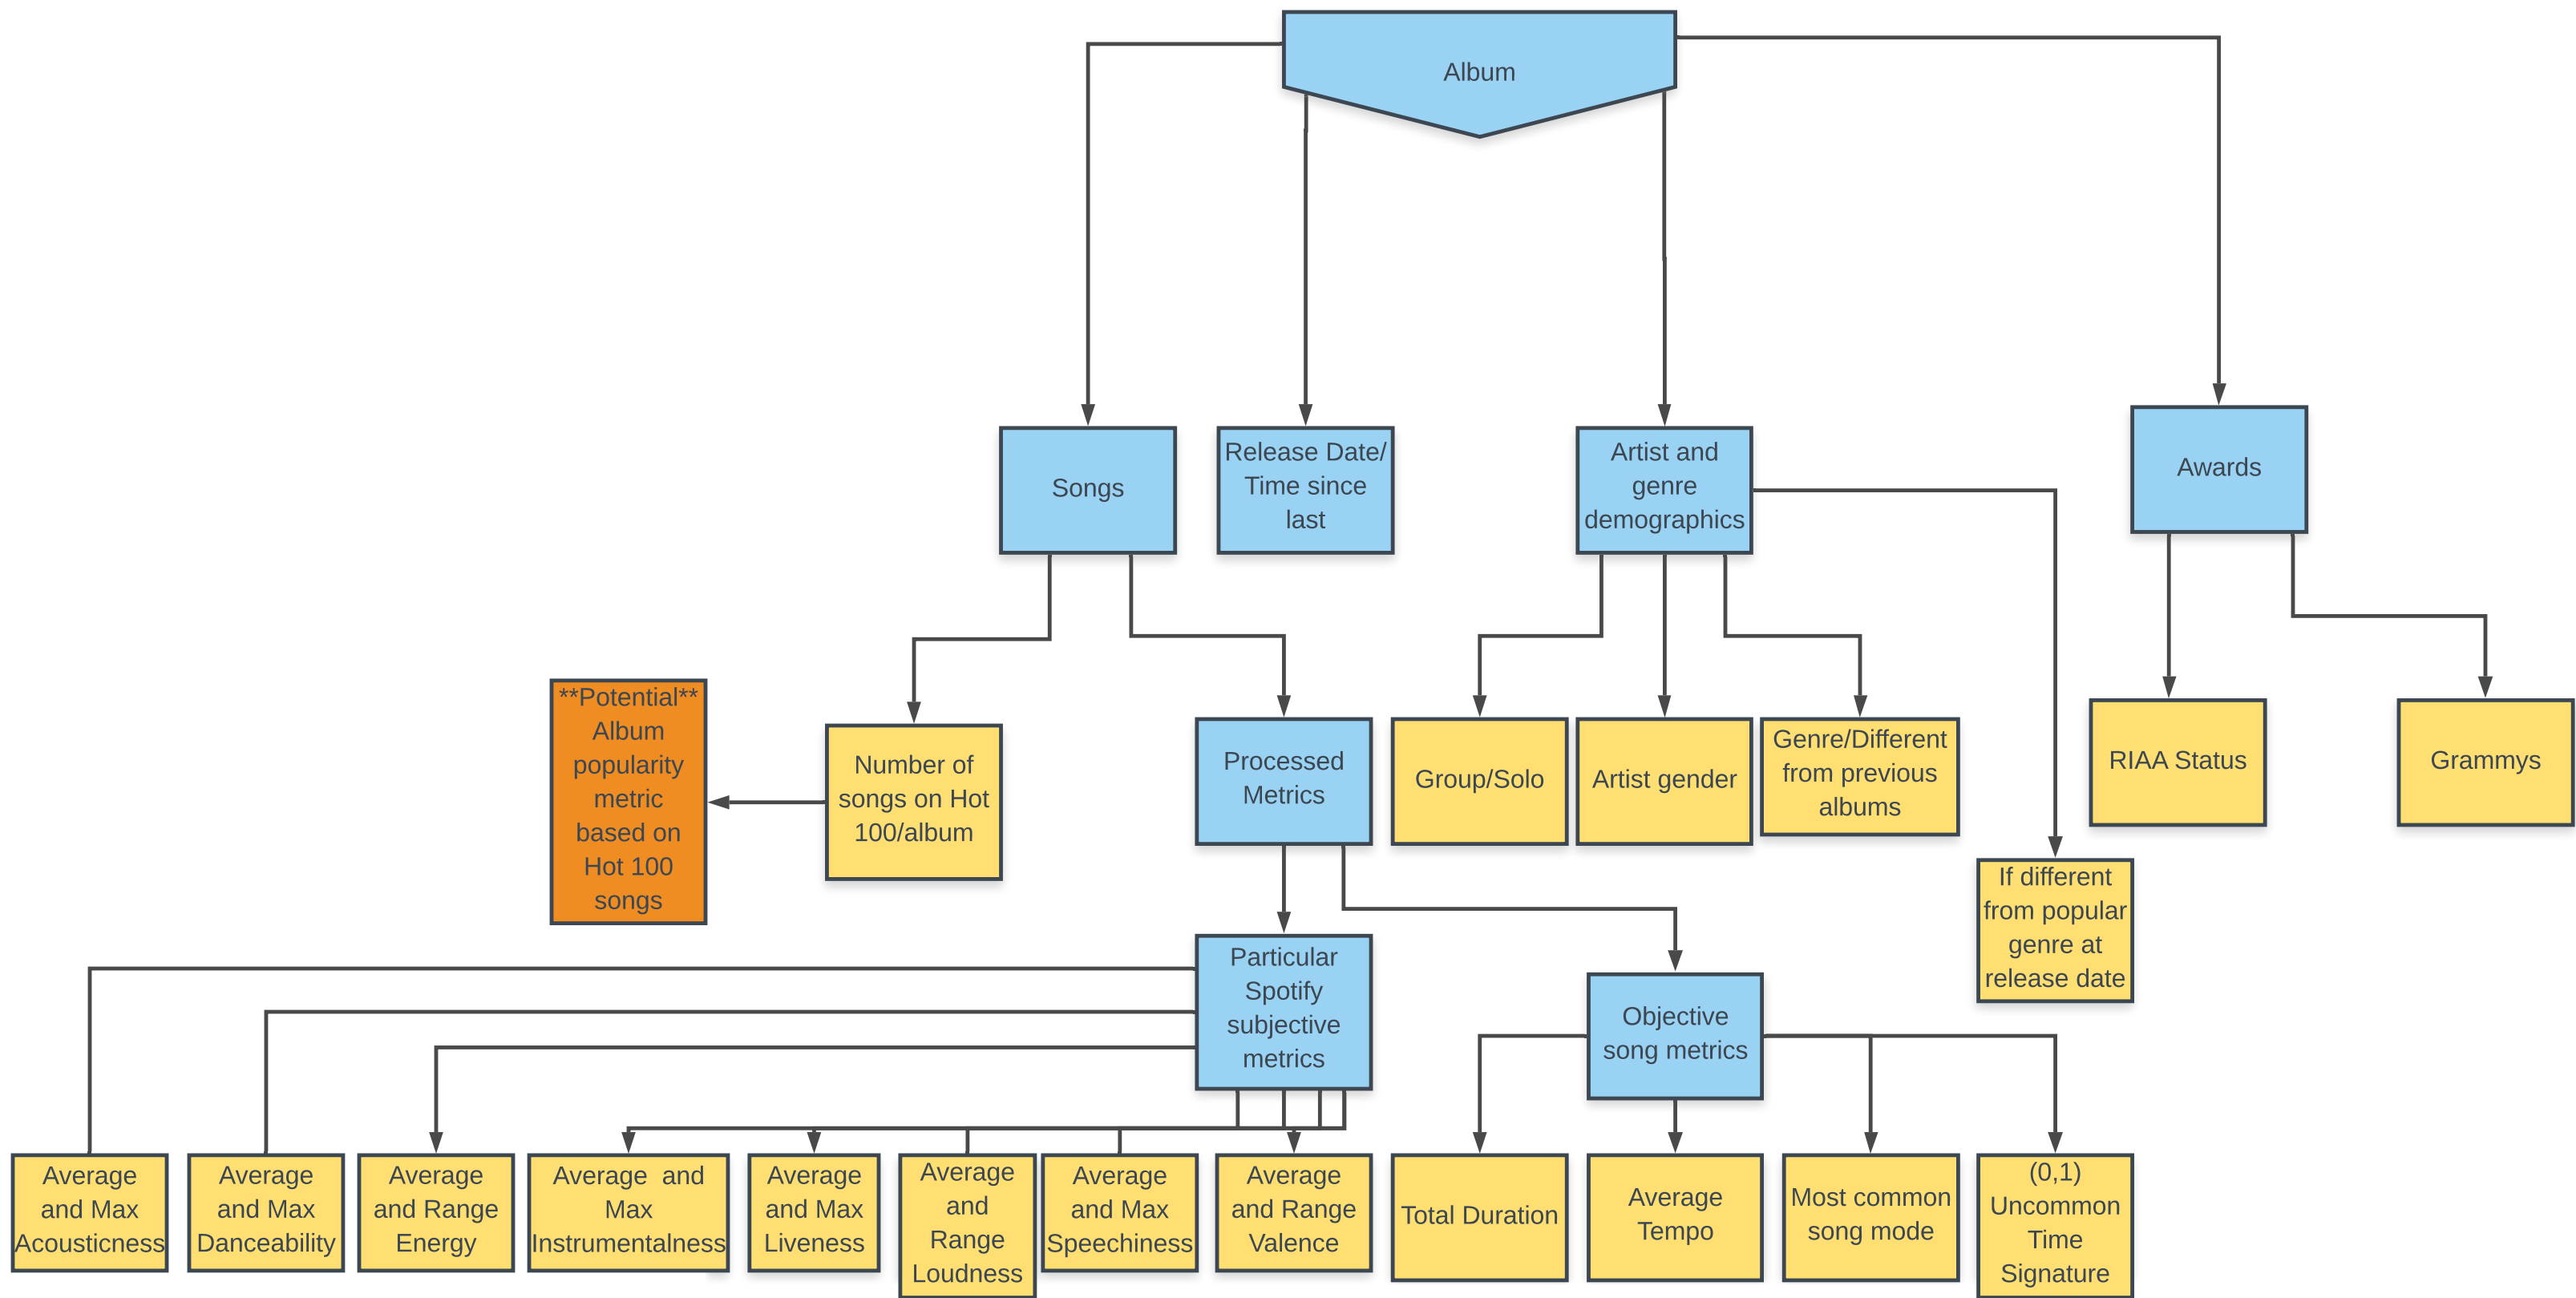 Album
Songs
Release Date/
Time since
last
Artist and
genre
demographics
Awards
**Potential**
Album
popularity
metric
based on
Hot 100
songs
Number of
songs on Hot
100/album
Processed
Metrics
Group/Solo
Artist gender
Genre/Different
from previous
albums
RIAA Status
Grammys
If different
from popular
genre at
release date
Particular
Spotify
subjective
metrics
Objective
song metrics
Average
and Max
Acousticness
Average
and Max
Danceability
Average
and Range
Energy
Average  and
Max
Instrumentalness
Average
and Max
Liveness
Average
and
Range
Loudness
Average
and Max
Speechiness
Average
and Range
Valence
Total Duration
Average
Tempo
Most common
song mode
(0,1)
Uncommon
Time
Signature